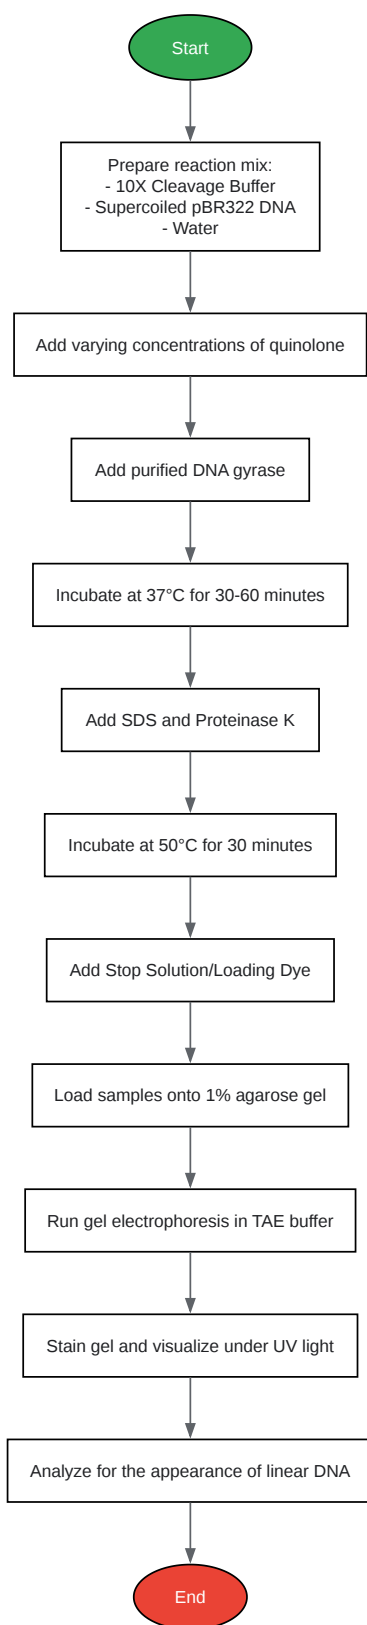 Start
Prepare reaction mix:
- 10X Cleavage Buffer
- Supercoiled pBR322 DNA
- Water
Add varying concentrations of quinolone
Add purified DNA gyrase
Incubate at 37°C for 30-60 minutes
Add SDS and Proteinase K
Incubate at 50°C for 30 minutes
Add Stop Solution/Loading Dye
Load samples onto 1% agarose gel
Run gel electrophoresis in TAE buffer
Stain gel and visualize under UV light
Analyze for the appearance of linear DNA
End